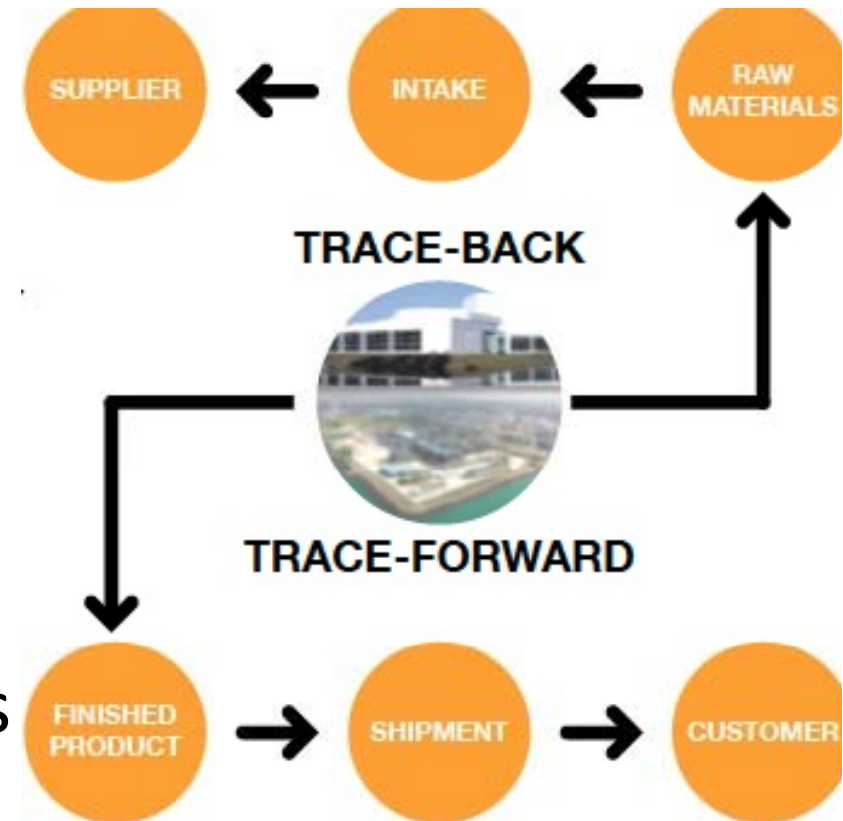 SUPPLIER
INTAKE
RAW
MATERIALS
TRACE-BACK
TRACE-FORWARD
s
FINISHED
PRODUCT
SHIPMENT
CUSTOMER